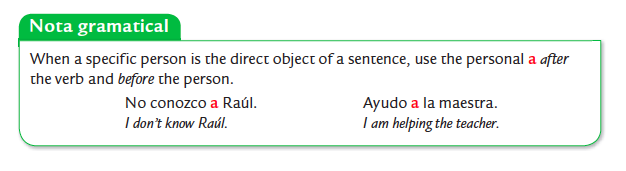 Nota gramatical
When a specific person is the direct object of a sentence, use the personal a after
the verb and before the person.
No conozco a Raúl. Ayudo a la maestra.
I don't know Raúl. I am helping the teacher.